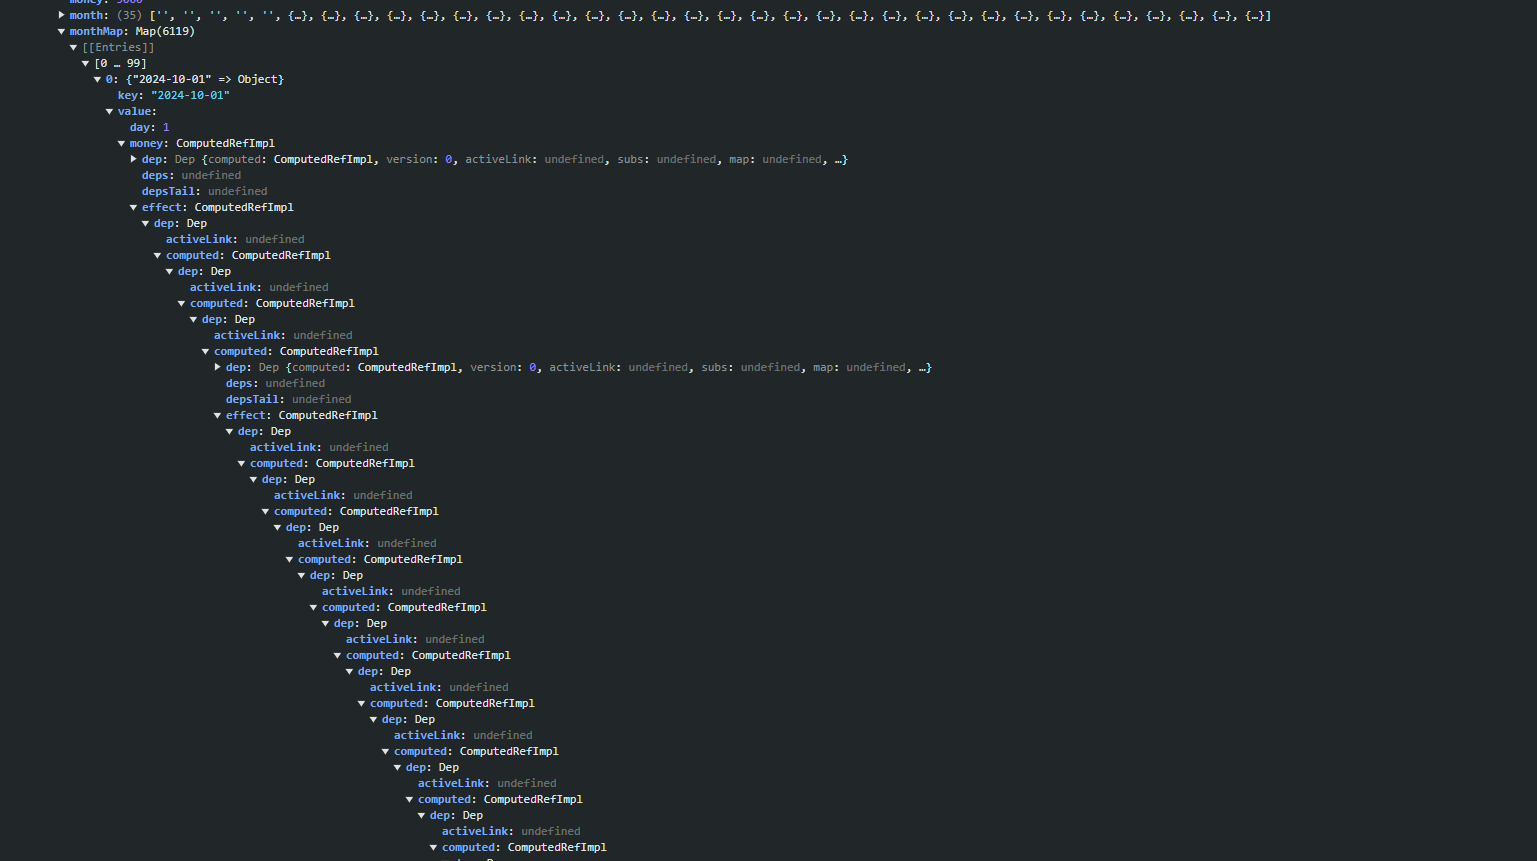 money: 9000
month: (35) ['', '', '', '', '', {…}, {…}, {…}, {…}, {…}, {…}, {…}, {…}, {…}, {…}, {…}, {…}, {…}, {…}, {…}, {…}, {…}, {…}, {…}, {…}, {…}, {…}, {…}, {…}, {…}, {…}, {…}, {…}, {…}, {…}]
monthMap: Map(6119)
[[Entries]]
[0 … 99]
0: {"2024-10-01" => Object}
key: "2024-10-01"
value:
day: 1
money: ComputedRefImpl
dep: Dep {computed: ComputedRefImpl, version: 0, activeLink: undefined, subs: undefined, map: undefined, …}
deps: undefined
depsTail: undefined
effect: ComputedRefImpl
dep: Dep
activeLink: undefined
computed: ComputedRefImpl
dep: Dep
activeLink: undefined
computed: ComputedRefImpl
dep: Dep
activeLink: undefined
computed: ComputedRefImpl
dep: Dep {computed: ComputedRefImpl, version: 0, activeLink: undefined, subs: undefined, map: undefined, …}
deps: undefined
depsTail: undefined
effect: ComputedRefImpl
dep: Dep
activeLink: undefined
computed: ComputedRefImpl
dep: Dep
activeLink: undefined
computed: ComputedRefImpl
dep: Dep
activeLink: undefined
computed: ComputedRefImpl
dep: Dep
activeLink: undefined
computed: ComputedRefImpl
dep: Dep
activeLink: undefined
computed: ComputedRefImpl
dep: Dep
activeLink: undefined
computed: ComputedRefImpl
dep: Dep
activeLink: undefined
computed: ComputedRefImpl
dep: Dep
activeLink: undefined
computed: ComputedRefImpl
dep: Dep
activeLink: undefined
computed: ComputedRefImpl